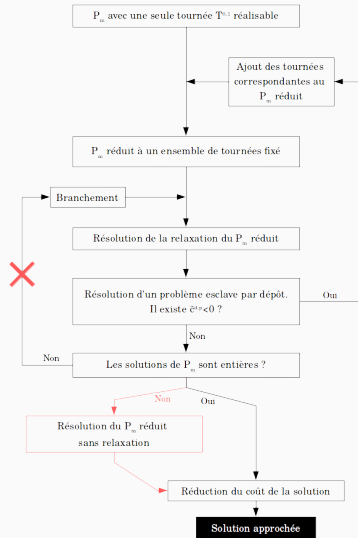 P_m avec une seule tournée T^0,1 réalisable
Ajout des tournées
correspondantes au
P_m réduit
P_m réduit à un ensemble de tournées fixé
Branchement
Résolution de la relaxation du P_m réduit
Résolution d'un problème esclave par dépôt.
Il existe c̄^d,p<0 ?
Oui
Non
Non
Les solutions de P_m sont entières ?
Non
Oui
Résolution du P_m réduit
sans relaxation
Réduction du coût de la solution
Solution approchée